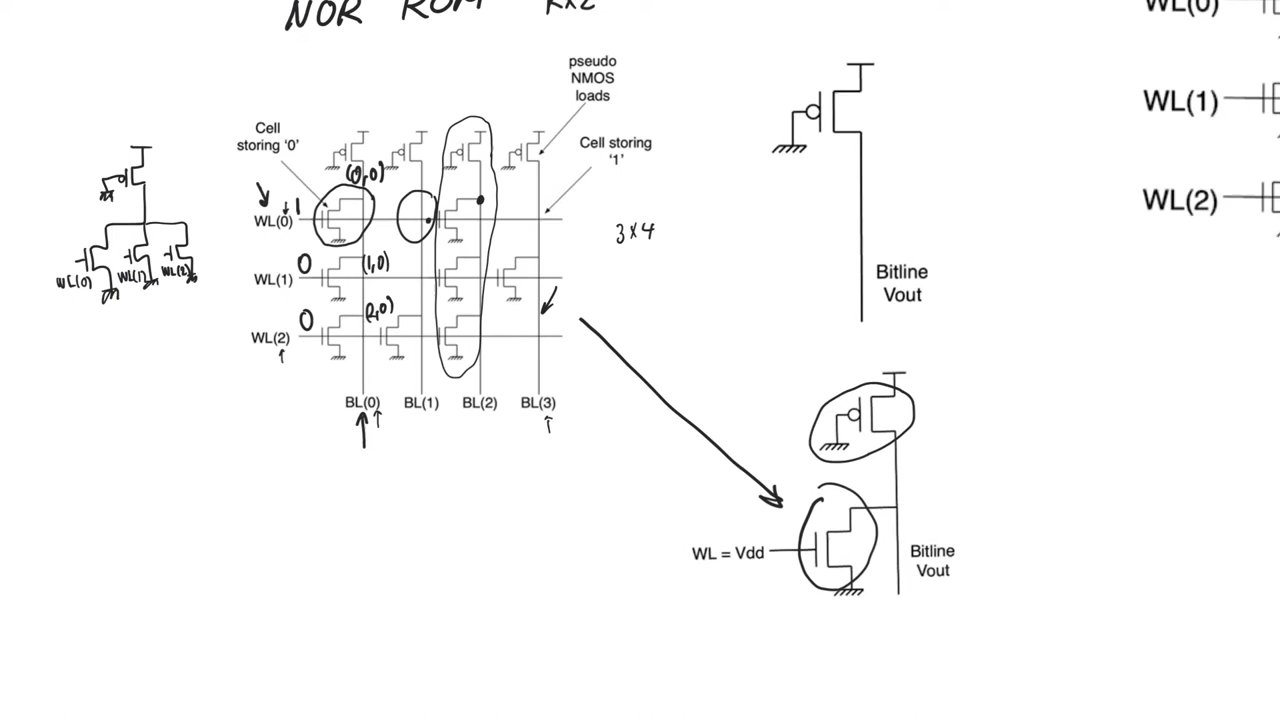 NOR ROM
pseudo
NMOS
loads
Cell
storing '0'
Cell storing
'1'
(0,0)
WL(0) 1
3x4
WL(1) 0 (1,0)
WL(2) 0 (2,0)
BL(0) BL(1) BL(2) BL(3)
WL(0) WL(1) WL(2)
Bitline
Vout
WL = Vdd
Bitline
Vout
WL(0)
WL(1)
WL(2)